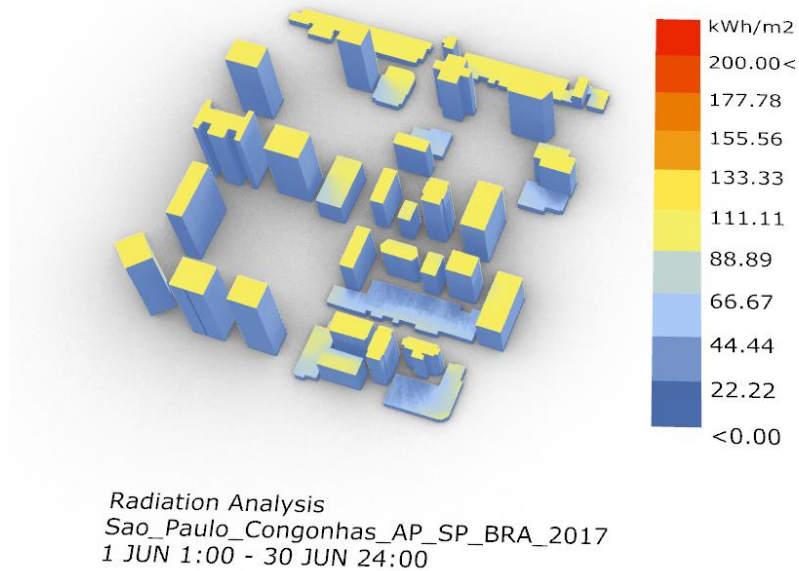 kWh/m2
200.00<
177.78
155.56
133.33
111.11
88.89
66.67
44.44
22.22
<0.00
Radiation Analysis
Sao_Paulo_Congonhas_AP_SP_BRA_2017
1 JUN 1:00 - 30 JUN 24:00